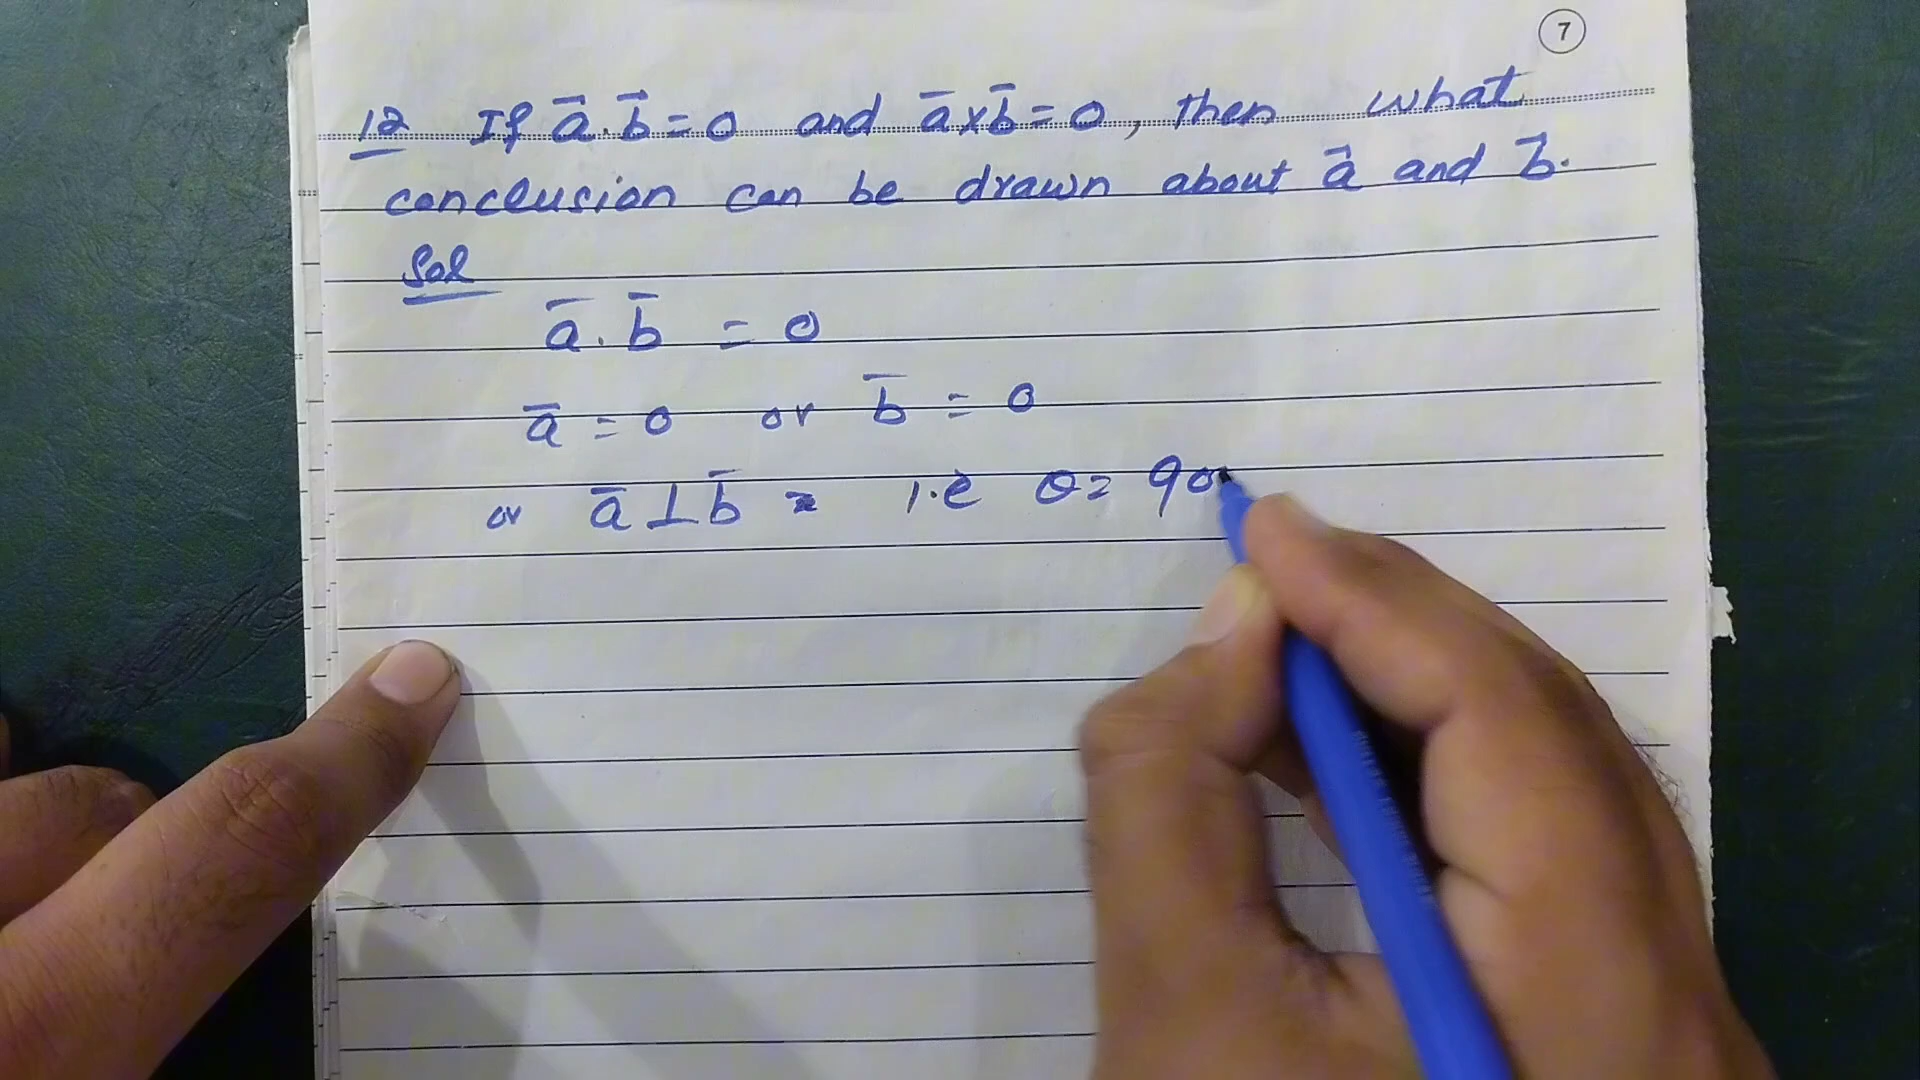 7
12 If a⃗.b⃗ = 0 and a̅×b̅ = 0, then what
conclusion can be drawn about a⃗ and b⃗.
Sol
a̅.b̅ = 0
a̅ = 0 or b̅ = 0
or a̅ ⊥ b̅ = i.e θ = 90